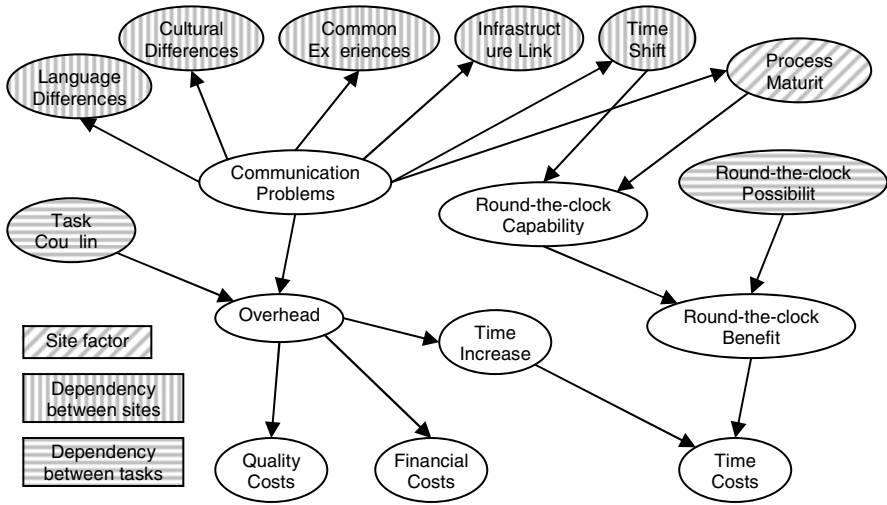 Cultural
Differences
Common
Ex eriences
Infrastruct
ure Link
Time
Shift
Process
Maturit
Language
Differences
Communication
Problems
Round-the-clock
Possibilit
Round-the-clock
Capability
Task
Cou lin
Overhead
Time
Increase
Round-the-clock
Benefit
Site factor
Dependency
between sites
Dependency
between tasks
Quality
Costs
Financial
Costs
Time
Costs